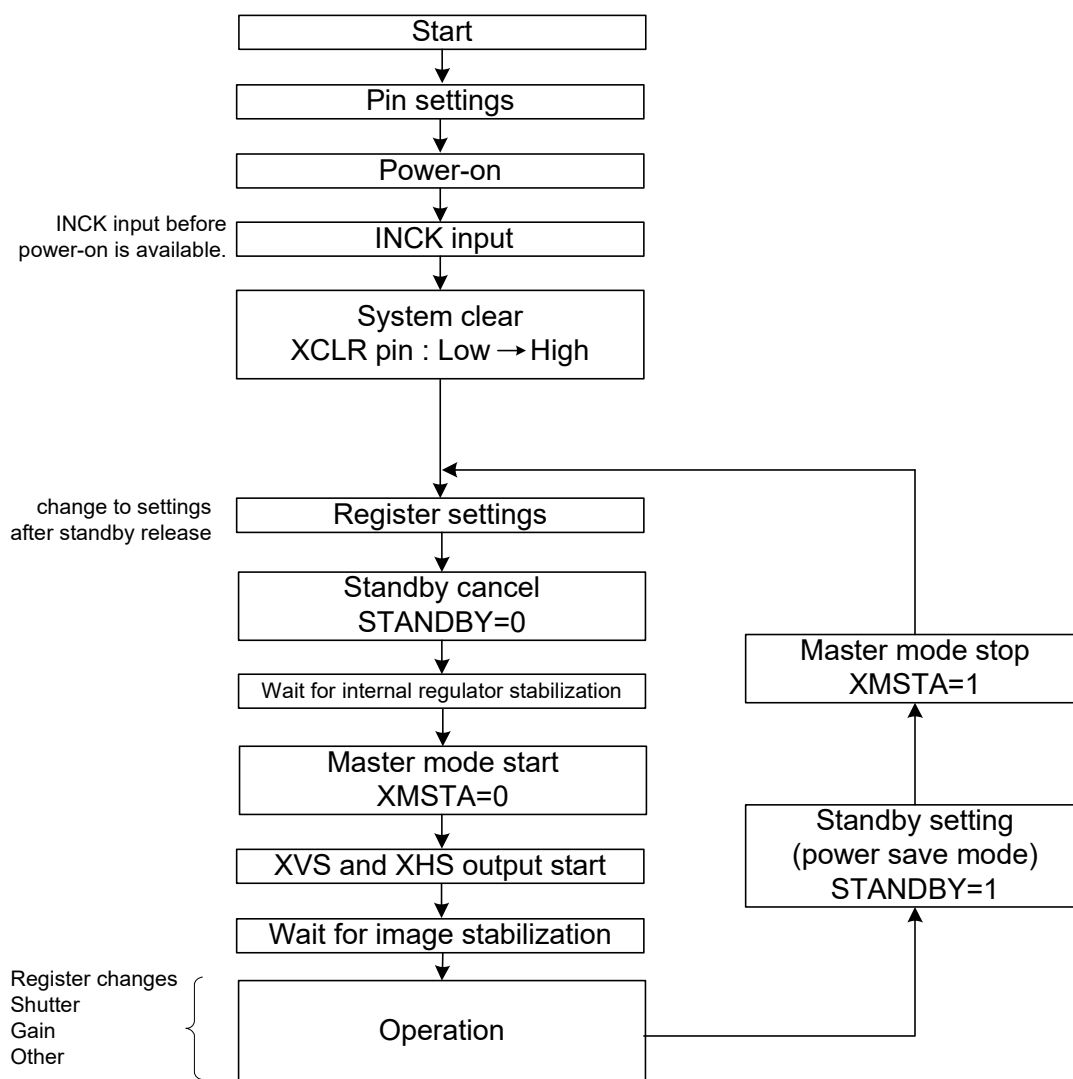 Start
Pin settings
Power-on
INCK input before
power-on is available.
INCK input
System clear
XCLR pin : Low → High
change to settings
after standby release
Register settings
Standby cancel
STANDBY=0
Wait for internal regulator stabilization
Master mode start
XMSTA=0
XVS and XHS output start
Wait for image stabilization
Register changes
Shutter
Gain
Other
Operation
Standby setting
(power save mode)
STANDBY=1
Master mode stop
XMSTA=1